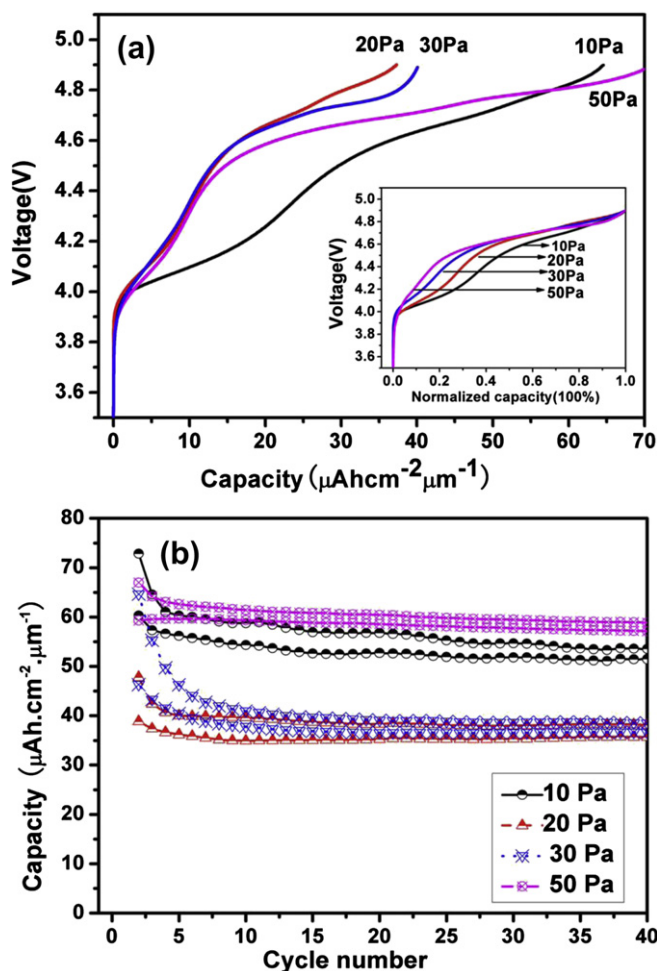 (a)
20Pa 30Pa 10Pa
50Pa
5.0
4.8
4.6
4.4
4.2
4.0
3.8
3.6
Voltage(V)
0 10 20 30 40 50 60 70
Capacity (μAhcm⁻²μm⁻¹)
5.0
4.8
4.6
4.4
4.2
4.0
3.8
3.6
Voltage(V)
10Pa
20Pa
30Pa
50Pa
0.0 0.2 0.4 0.6 0.8 1.0
Normalized capacity(100%)
(b)
80
70
60
50
40
30
20
10
0
Capacity (μAh.cm⁻².μm⁻¹)
10 Pa
20 Pa
30 Pa
50 Pa
0 5 10 15 20 25 30 35 40
Cycle number